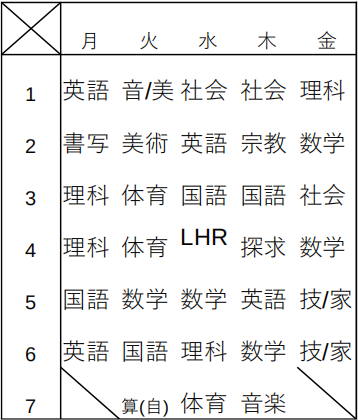 月 火 水 木 金
1 英語 音/美 社会 社会 理科
2 書写 美術 英語 宗教 数学
3 理科 体育 国語 国語 社会
4 理科 体育 LHR 探求 数学
5 国語 数学 数学 英語 技/家
6 英語 国語 理科 数学 技/家
7 算(自) 体育 音楽